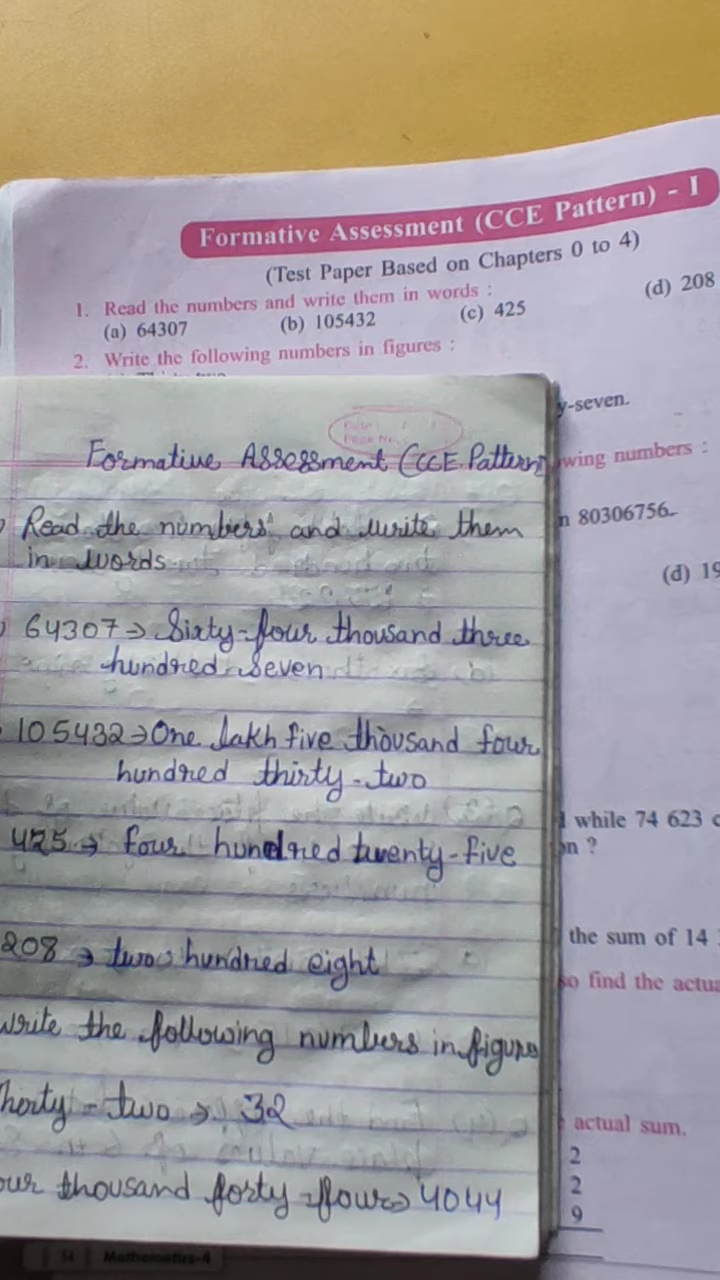 Formative Assessment (CCE Pattern) - I
(Test Paper Based on Chapters 0 to 4)
1. Read the numbers and write them in words :
(a) 64307 (b) 105432 (c) 425 (d) 208
2. Write the following numbers in figures :
y-seven.
wing numbers :
n 80306756.
(d) 19
d while 74 623
on ?
the sum of 14
so find the actua
actual sum.
2
2
9
Formative Assessment (CCE Pattern)
Read the numbers and write them
in words
64307 ⇒ Sixty-four thousand three
hundred seven
105432 ⇒ One lakh five thousand four
hundred thirty-two
425 ⇒ four hundred twenty-five
208 ⇒ two hundred eight
write the following numbers in figures
Thirty-two ⇒ 32
our thousand forty-four ⇒ 4044
54 Mathematics-4